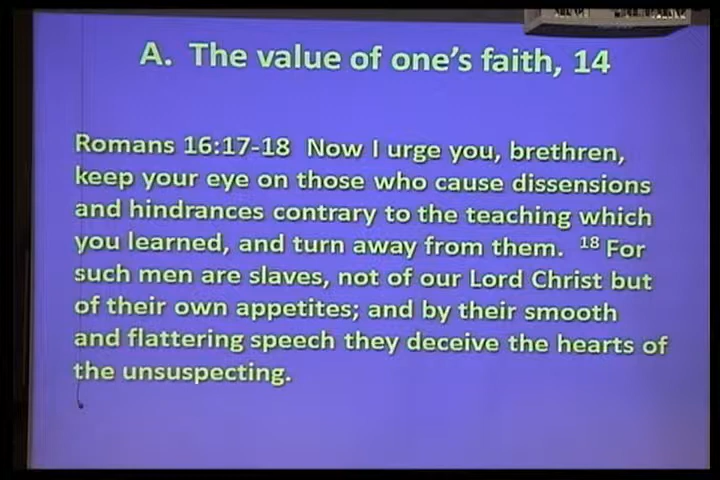 A. The value of one's faith, 14
Romans 16:17-18 Now I urge you, brethren,
keep your eye on those who cause dissensions
and hindrances contrary to the teaching which
you learned, and turn away from them. 18 For
such men are slaves, not of our Lord Christ but
of their own appetites; and by their smooth
and flattering speech they deceive the hearts of
the unsuspecting.